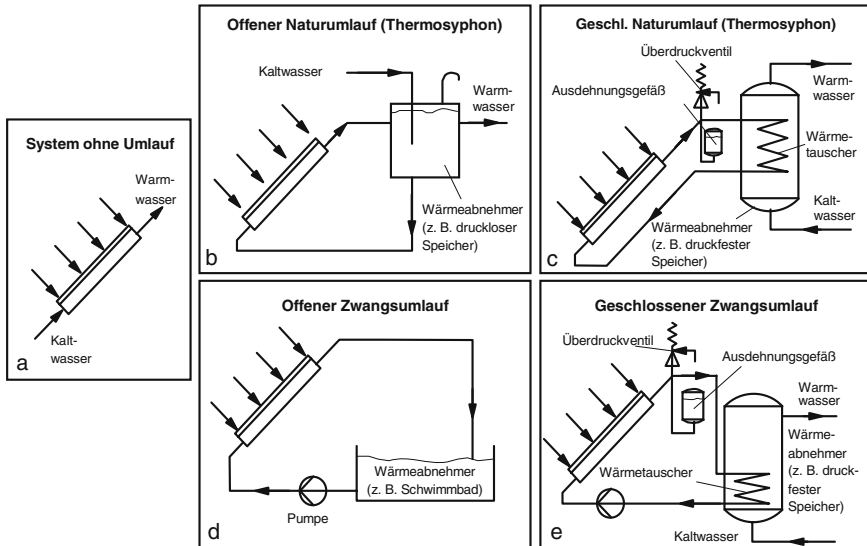 System ohne Umlauf
Warm-
wasser
Kalt-
wasser
a
Offener Naturumlauf (Thermosyphon)
Kaltwasser
Warm-
wasser
Wärmeabnehmer
(z. B. druckloser
Speicher)
b
Geschl. Naturumlauf (Thermosyphon)
Überdruckventil
Ausdehnungsgefäß
Warm-
wasser
Wärme-
tauscher
Kalt-
wasser
Wärmeabnehmer
(z. B. druckfester
Speicher)
c
Offener Zwangsumlauf
Wärmeabnehmer
(z. B. Schwimmbad)
Pumpe
d
Geschlossener Zwangsumlauf
Überdruckventil
Ausdehnungsgefäß
Warm-
wasser
Wärme-
abnehmer
(z. B. druck-
fester
Speicher)
Wärmetauscher
Kaltwasser
e